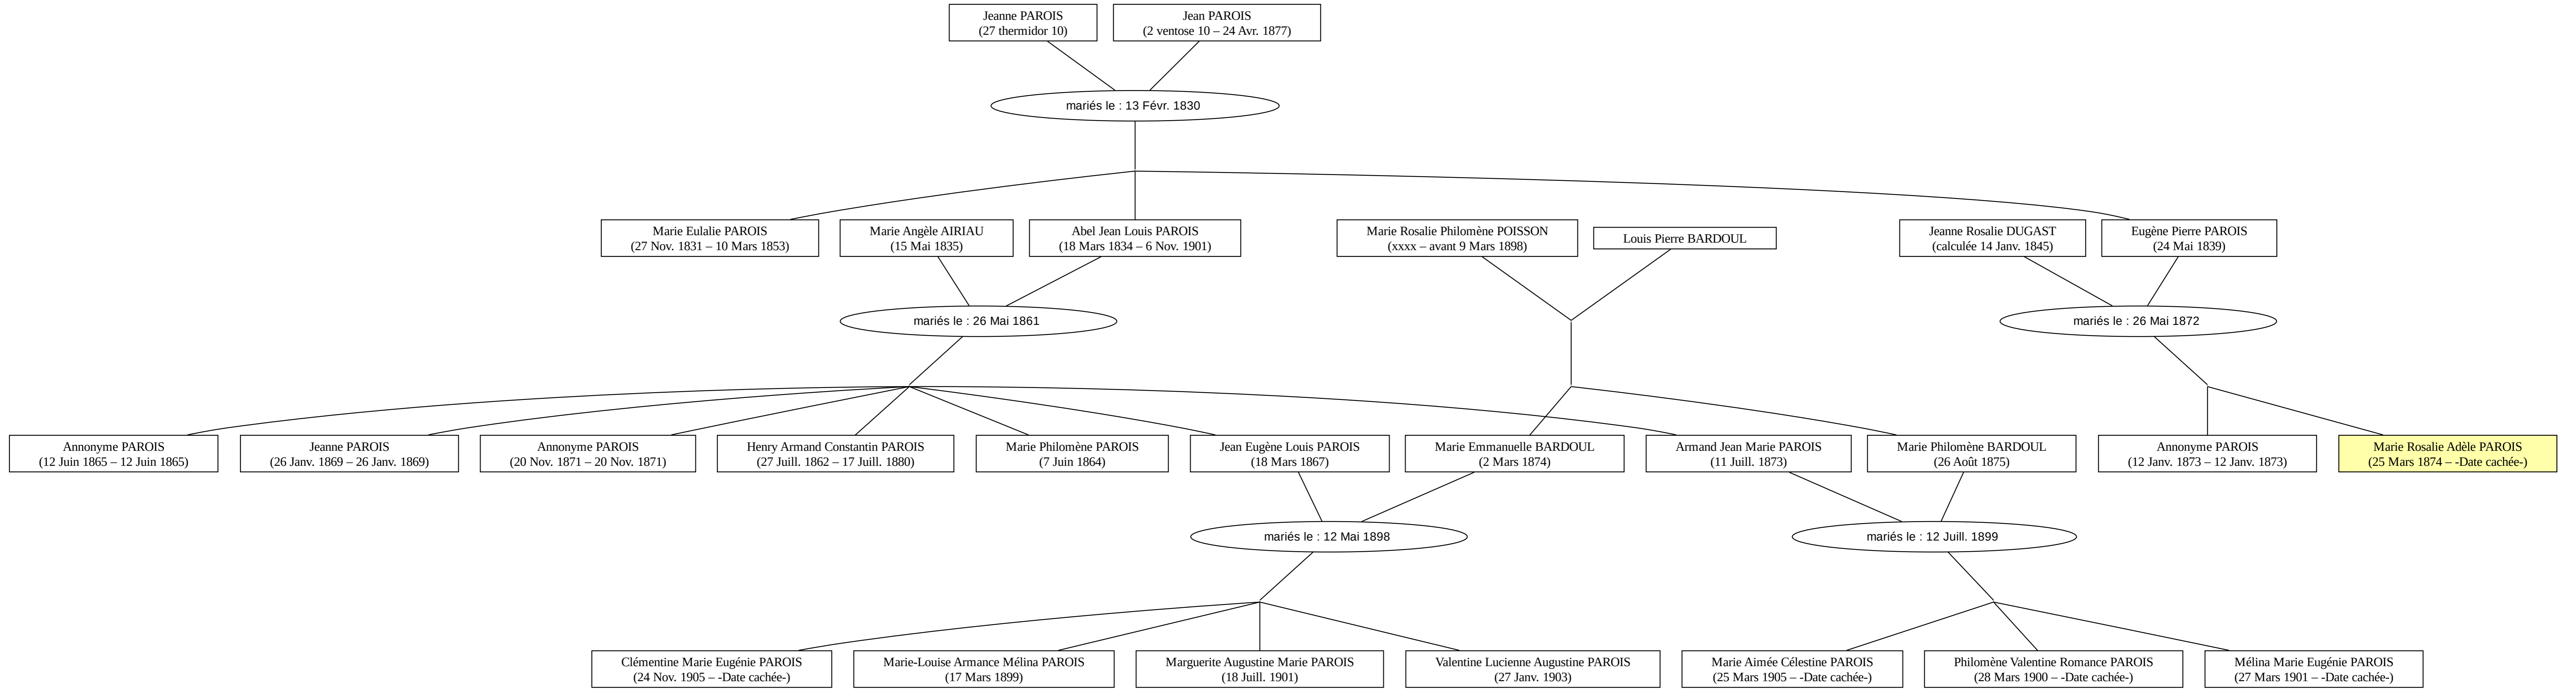 Jeanne PAROIS
(27 thermidor 10)
Jean PAROIS
(2 ventose 10 – 24 Avr. 1877)
mariés le : 13 Févr. 1830
Marie Eulalie PAROIS
(27 Nov. 1831 – 10 Mars 1853)
Marie Angèle AIRIAU
(15 Mai 1835)
Abel Jean Louis PAROIS
(18 Mars 1834 – 6 Nov. 1901)
Marie Rosalie Philomène POISSON
(xxxx – avant 9 Mars 1898)
Louis Pierre BARDOUL
Jeanne Rosalie DUGAST
(calculée 14 Janv. 1845)
Eugène Pierre PAROIS
(24 Mai 1839)
mariés le : 26 Mai 1861
mariés le : 26 Mai 1872
Annonyme PAROIS
(12 Juin 1865 – 12 Juin 1865)
Jeanne PAROIS
(26 Janv. 1869 – 26 Janv. 1869)
Annonyme PAROIS
(20 Nov. 1871 – 20 Nov. 1871)
Henry Armand Constantin PAROIS
(27 Juill. 1862 – 17 Juill. 1880)
Marie Philomène PAROIS
(7 Juin 1864)
Jean Eugène Louis PAROIS
(18 Mars 1867)
Marie Emmanuelle BARDOUL
(2 Mars 1874)
Armand Jean Marie PAROIS
(11 Juill. 1873)
Marie Philomène BARDOUL
(26 Août 1875)
Annonyme PAROIS
(12 Janv. 1873 – 12 Janv. 1873)
Marie Rosalie Adèle PAROIS
(25 Mars 1874 – -Date cachée-)
mariés le : 12 Mai 1898
mariés le : 12 Juill. 1899
Clémentine Marie Eugénie PAROIS
(24 Nov. 1905 – -Date cachée-)
Marie-Louise Armance Mélina PAROIS
(17 Mars 1899)
Marguerite Augustine Marie PAROIS
(18 Juill. 1901)
Valentine Lucienne Augustine PAROIS
(27 Janv. 1903)
Marie Aimée Célestine PAROIS
(25 Mars 1905 – -Date cachée-)
Philomène Valentine Romance PAROIS
(28 Mars 1900 – -Date cachée-)
Mélina Marie Eugénie PAROIS
(27 Mars 1901 – -Date cachée-)